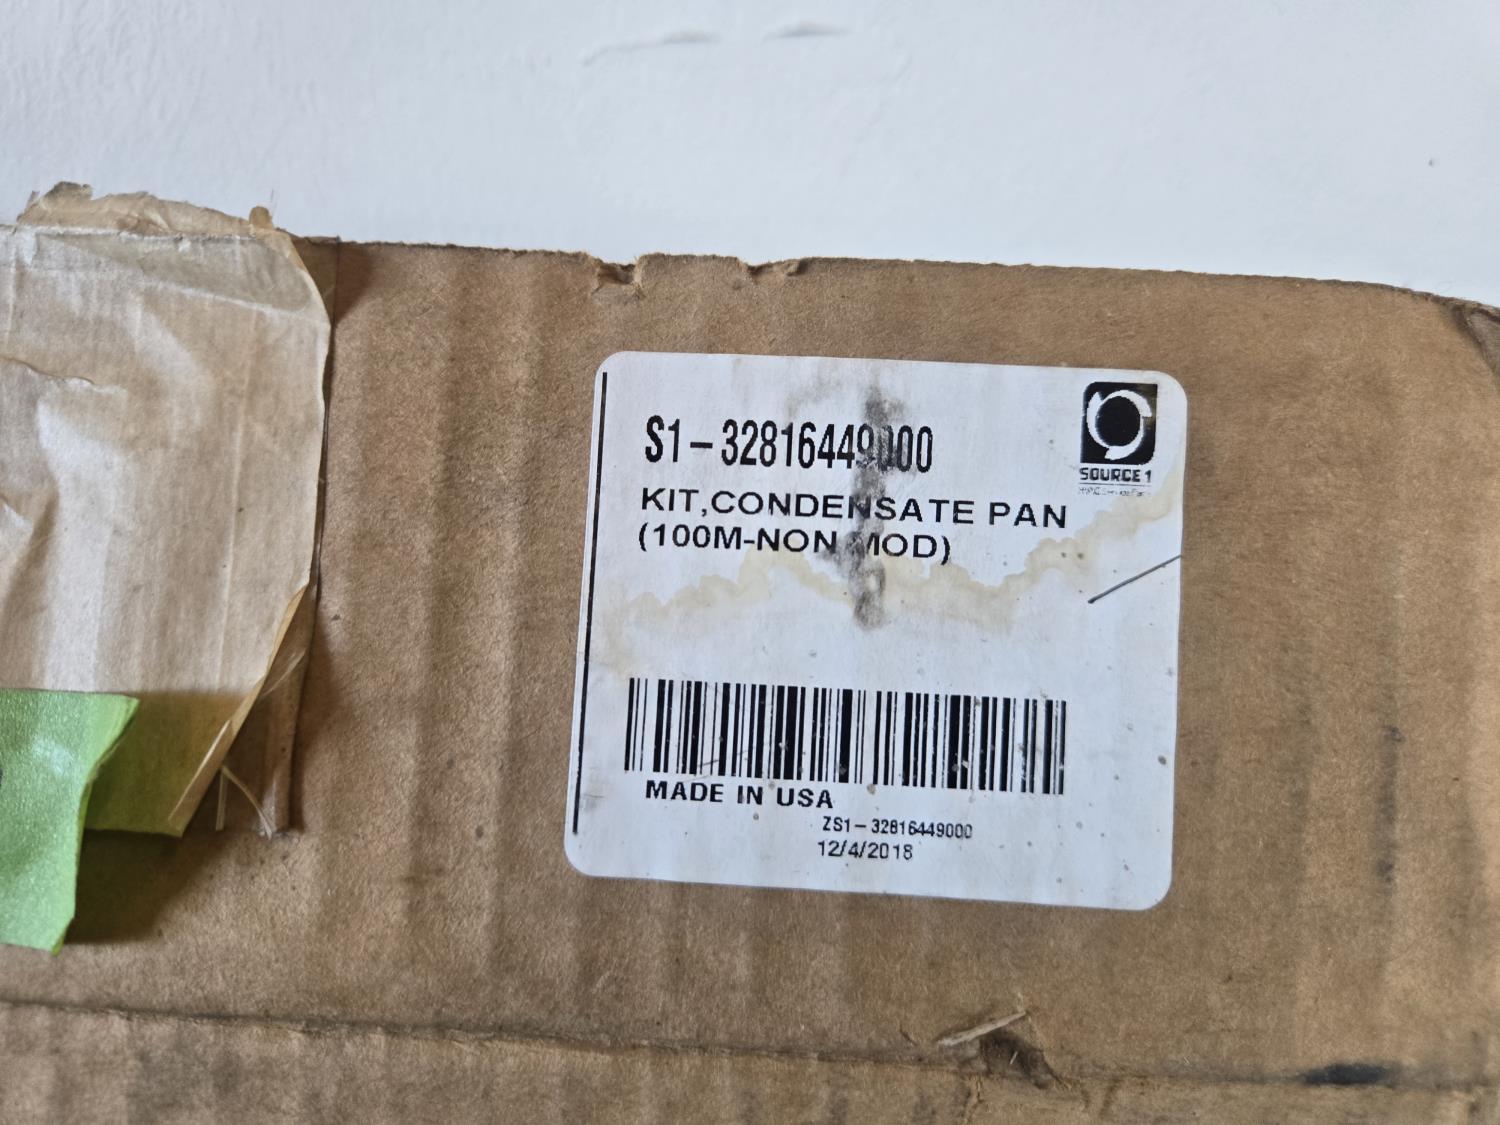 S1-32816449000
SOURCE 1
KIT,CONDENSATE PAN
(100M-NON MOD)
MADE IN USA
ZS1-32816449000
12/4/2018